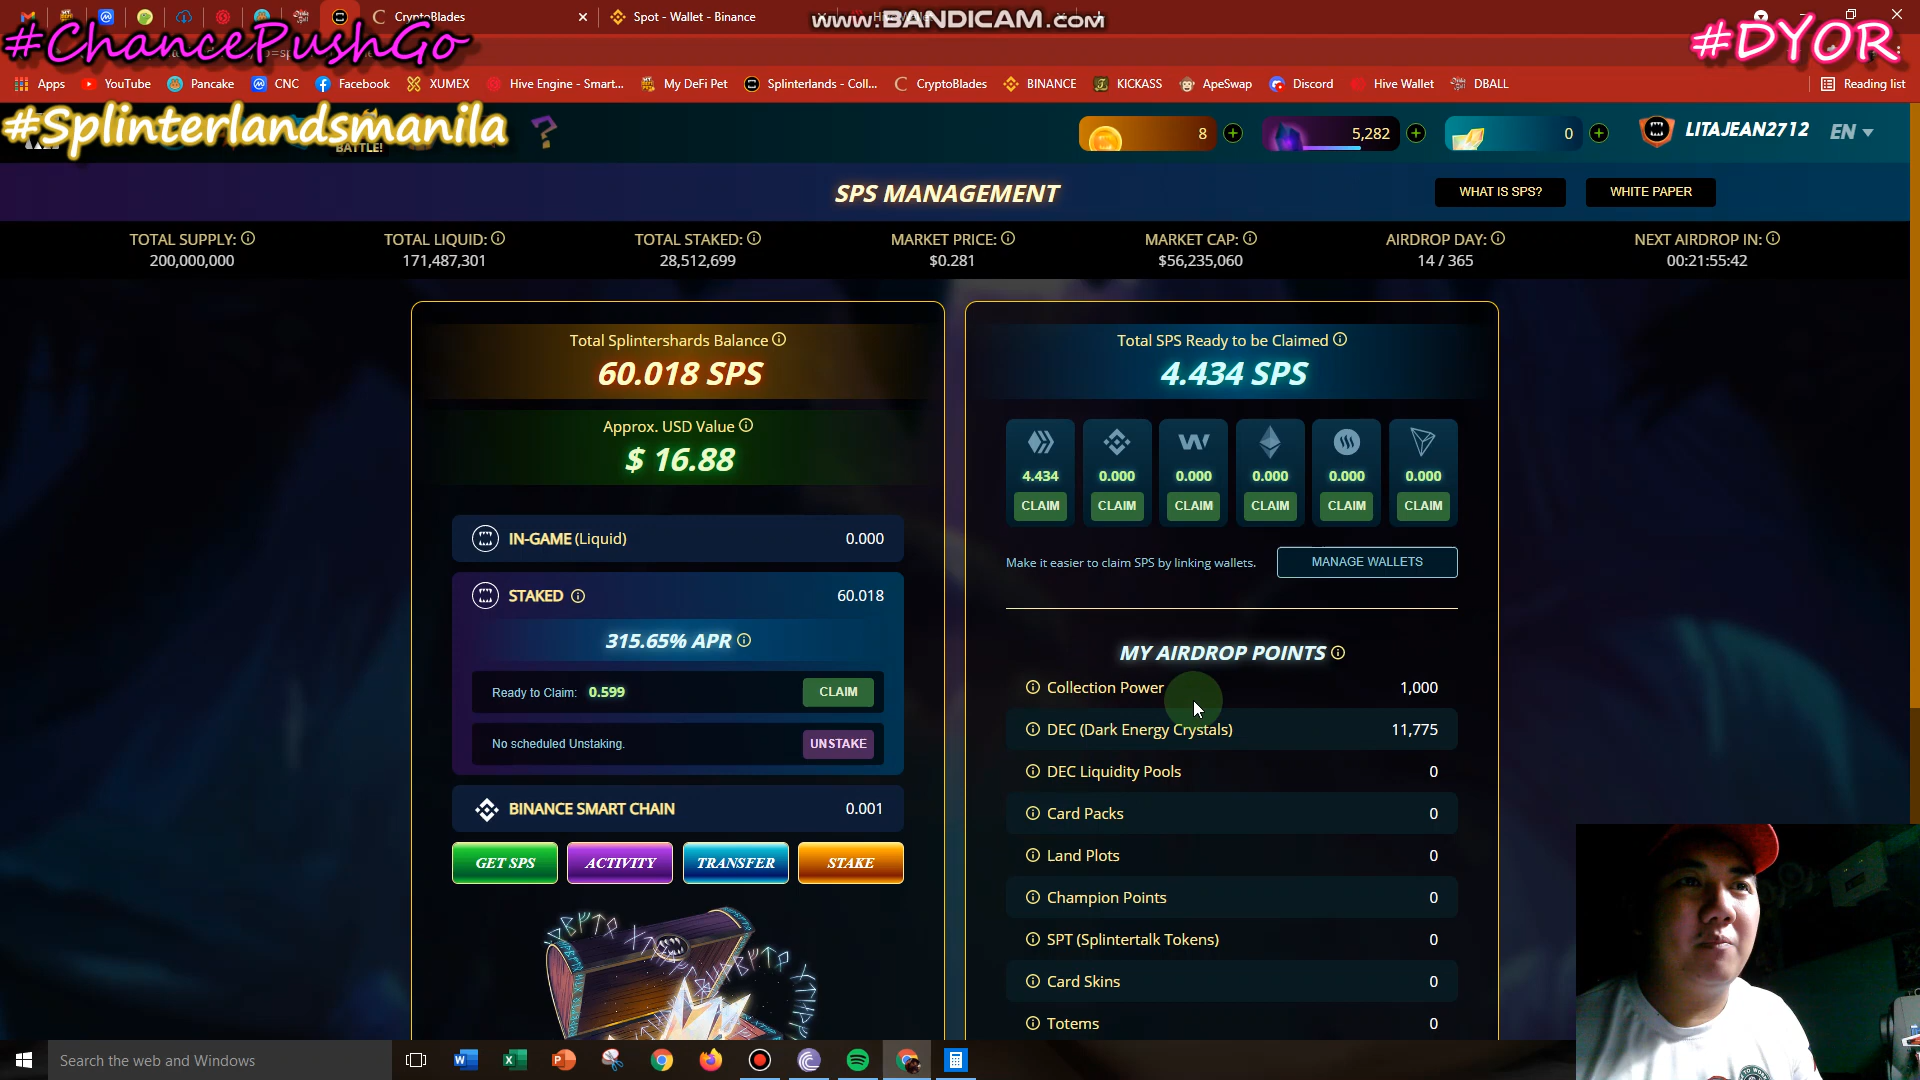 CryptoBlades
Spot - Wallet - Binance
www.BANDICAM.com
#ChancePushGo
#DYOR
Apps
YouTube
Pancake
CNC
Facebook
XUMEX
Hive Engine - Smart...
My DeFi Pet
Splinterlands - Coll...
CryptoBlades
BINANCE
KICKASS
ApeSwap
Discord
Hive Wallet
DBALL
Reading list
#Splinterlandsmanila
BATTLE!
8
5,282
0
LITAJEAN2712
EN
SPS MANAGEMENT
WHAT IS SPS?
WHITE PAPER
TOTAL SUPPLY:
200,000,000
TOTAL LIQUID:
171,487,301
TOTAL STAKED:
28,512,699
MARKET PRICE:
$0.281
MARKET CAP:
$56,235,060
AIRDROP DAY:
14 / 365
NEXT AIRDROP IN:
00:21:55:42
Total Splintershards Balance
60.018 SPS
Approx. USD Value
$ 16.88
IN-GAME (Liquid) 0.000
STAKED 60.018
315.65% APR
Ready to Claim: 0.599 CLAIM
No scheduled Unstaking. UNSTAKE
BINANCE SMART CHAIN 0.001
GET SPS ACTIVITY TRANSFER STAKE
Total SPS Ready to be Claimed
4.434 SPS
4.434 0.000 0.000 0.000 0.000 0.000
CLAIM CLAIM CLAIM CLAIM CLAIM CLAIM
Make it easier to claim SPS by linking wallets. MANAGE WALLETS
MY AIRDROP POINTS
Collection Power 1,000
DEC (Dark Energy Crystals) 11,775
DEC Liquidity Pools 0
Card Packs 0
Land Plots 0
Champion Points 0
SPT (Splintertalk Tokens) 0
Card Skins 0
Totems 0
Search the web and Windows